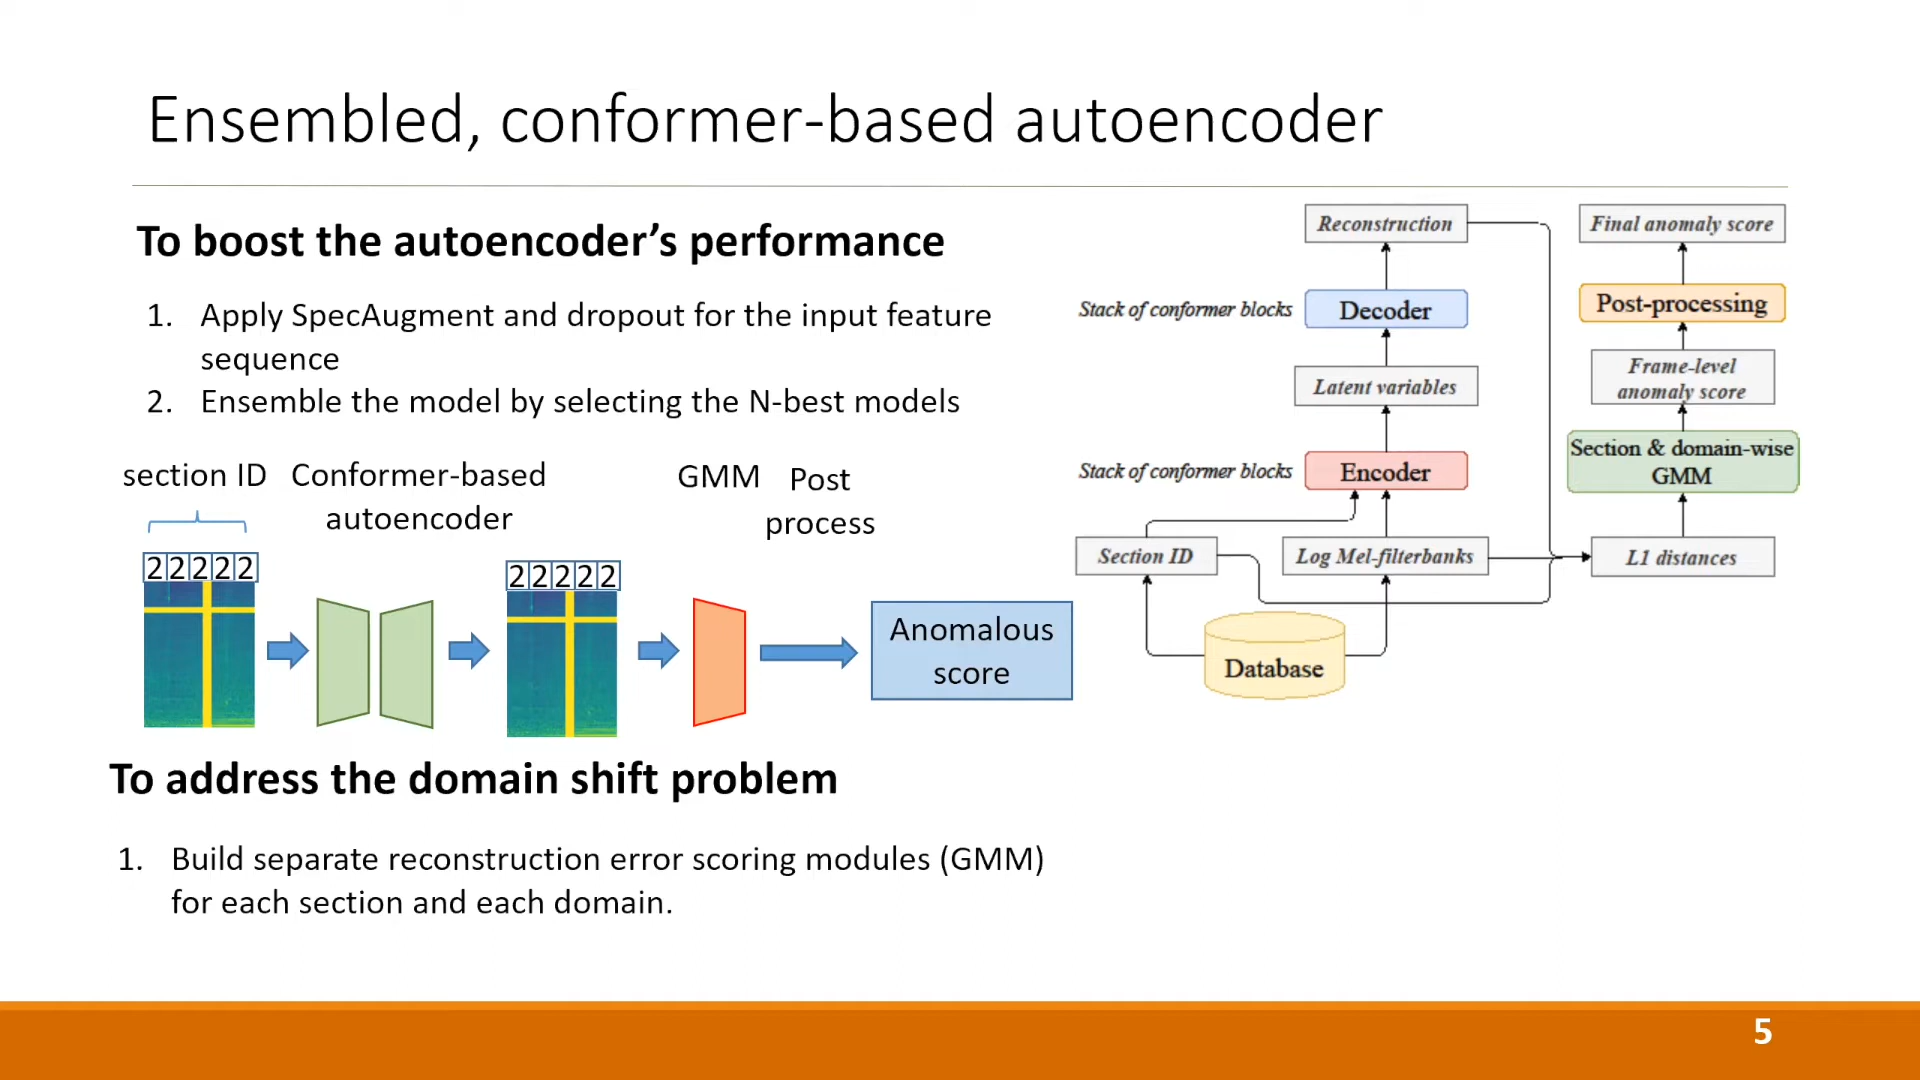 Ensembled, conformer-based autoencoder
To boost the autoencoder’s performance
1. Apply SpecAugment and dropout for the input feature
sequence
2. Ensemble the model by selecting the N-best models
section ID
Conformer-based
autoencoder
GMM
Post
process
22222
22222
Anomalous
score
To address the domain shift problem
1. Build separate reconstruction error scoring modules (GMM)
for each section and each domain.
Reconstruction
Stack of conformer blocks
Decoder
Latent variables
Stack of conformer blocks
Encoder
Section ID
Log Mel-filterbanks
Database
Final anomaly score
Post-processing
Frame-level
anomaly score
Section & domain-wise
GMM
L1 distances
5